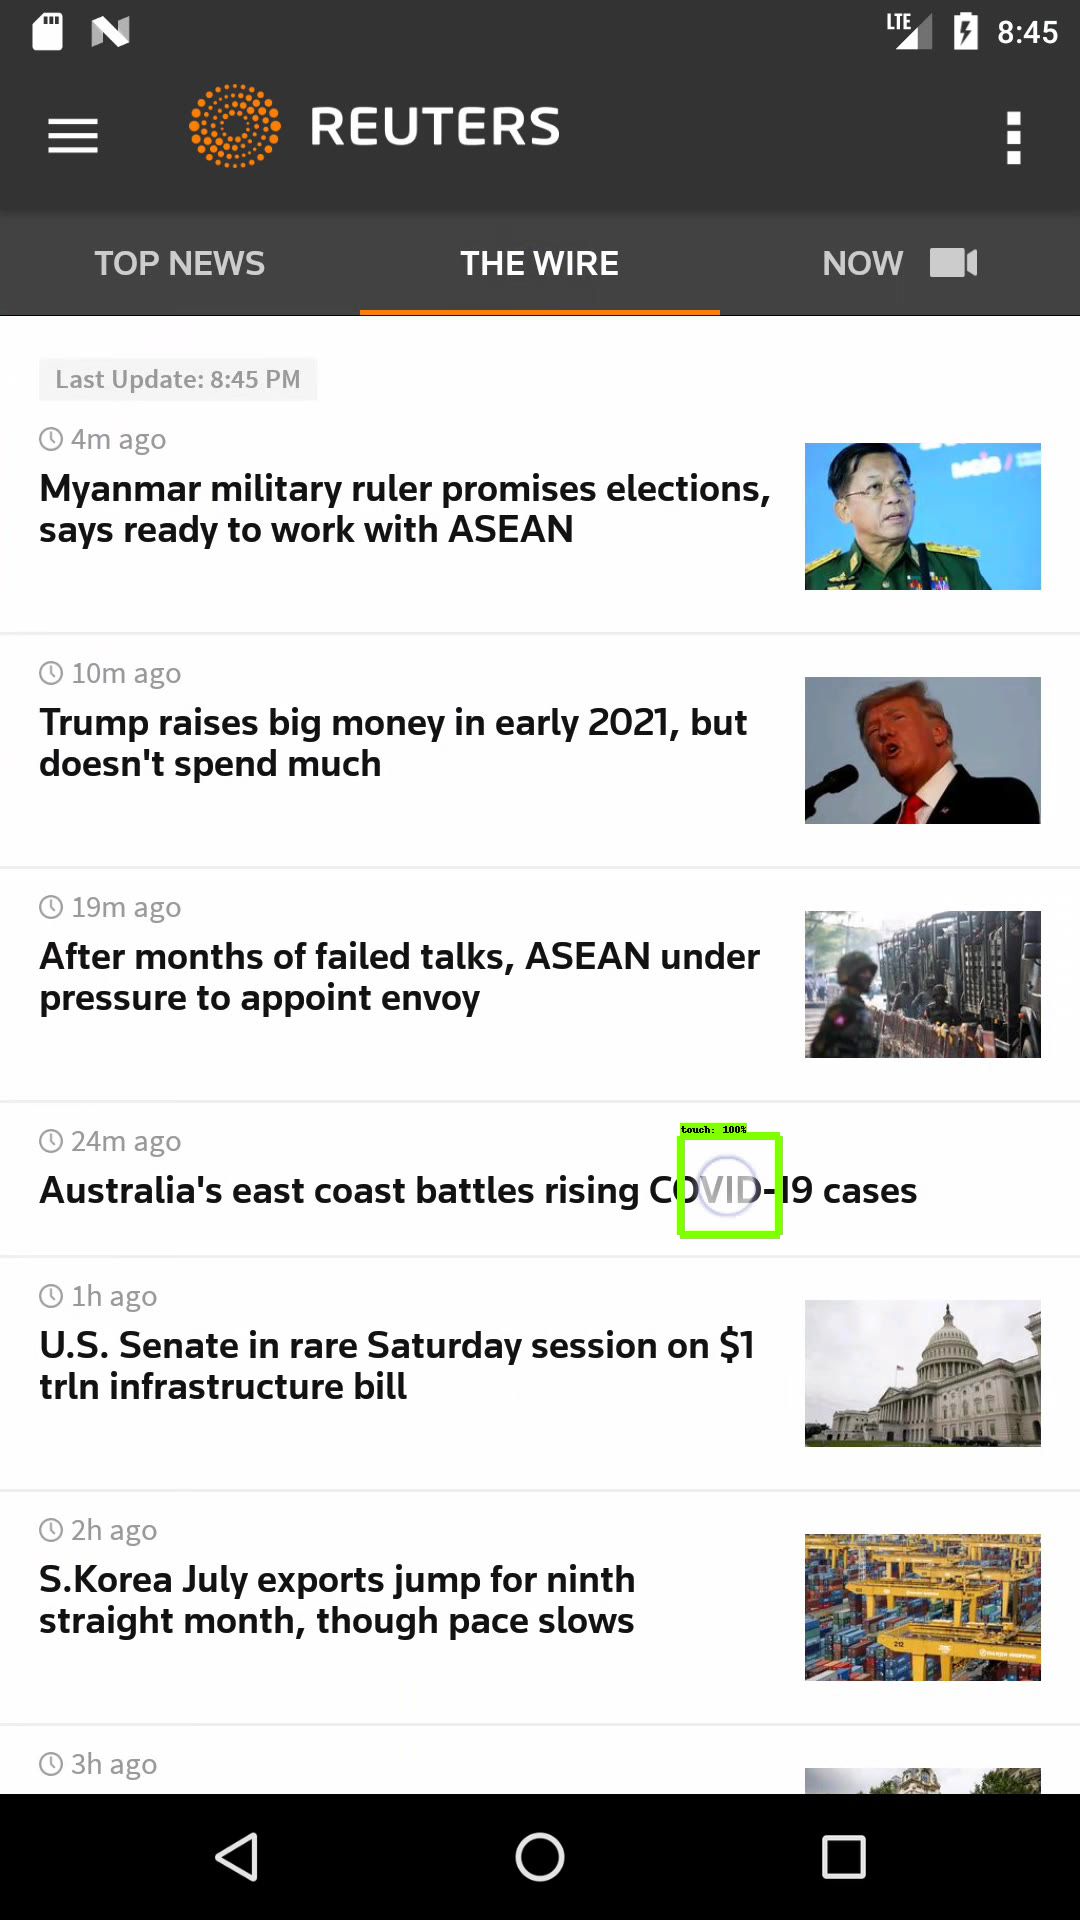 LTE 8:45
REUTERS
TOP NEWS THE WIRE NOW
Last Update: 8:45 PM
4m ago
Myanmar military ruler promises elections,
says ready to work with ASEAN
10m ago
Trump raises big money in early 2021, but
doesn't spend much
19m ago
After months of failed talks, ASEAN under
pressure to appoint envoy
24m ago
touch: 100%
Australia's east coast battles rising COVID-19 cases
1h ago
U.S. Senate in rare Saturday session on $1
trln infrastructure bill
2h ago
S.Korea July exports jump for ninth
straight month, though pace slows
3h ago